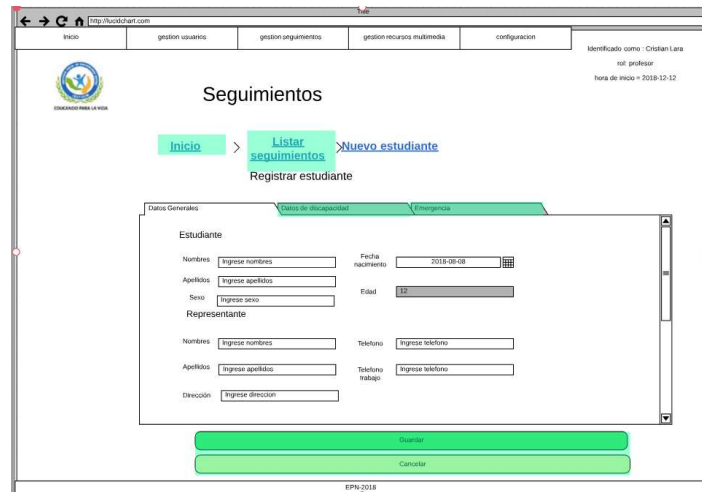 Title
http://lucidchart.com
Inicio
gestion usuarios
gestion seguimientos
gestion recursos multimedia
configuracion
Identificado como : Cristian Lara
rol: profesor
hora de inicio = 2018-12-12
EDUCANDO PARA LA VIDA
Seguimientos
Inicio
Listar
seguimientos
Nuevo estudiante
Registrar estudiante
Datos Generales
Datos de discapacidad
Emergencia
Estudiante
Nombres
Ingrese nombres
Fecha
nacimiento
2018-08-08
Apellidos
Ingrese apellidos
Edad
12
Sexo
Ingrese sexo
Representante
Nombres
Ingrese nombres
Telefono
Ingrese telefono
Apellidos
Ingrese apellidos
Telefono
trabajo
Ingrese telefono
Dirección
Ingrese direccion
Guardar
Cancelar
EPN-2018